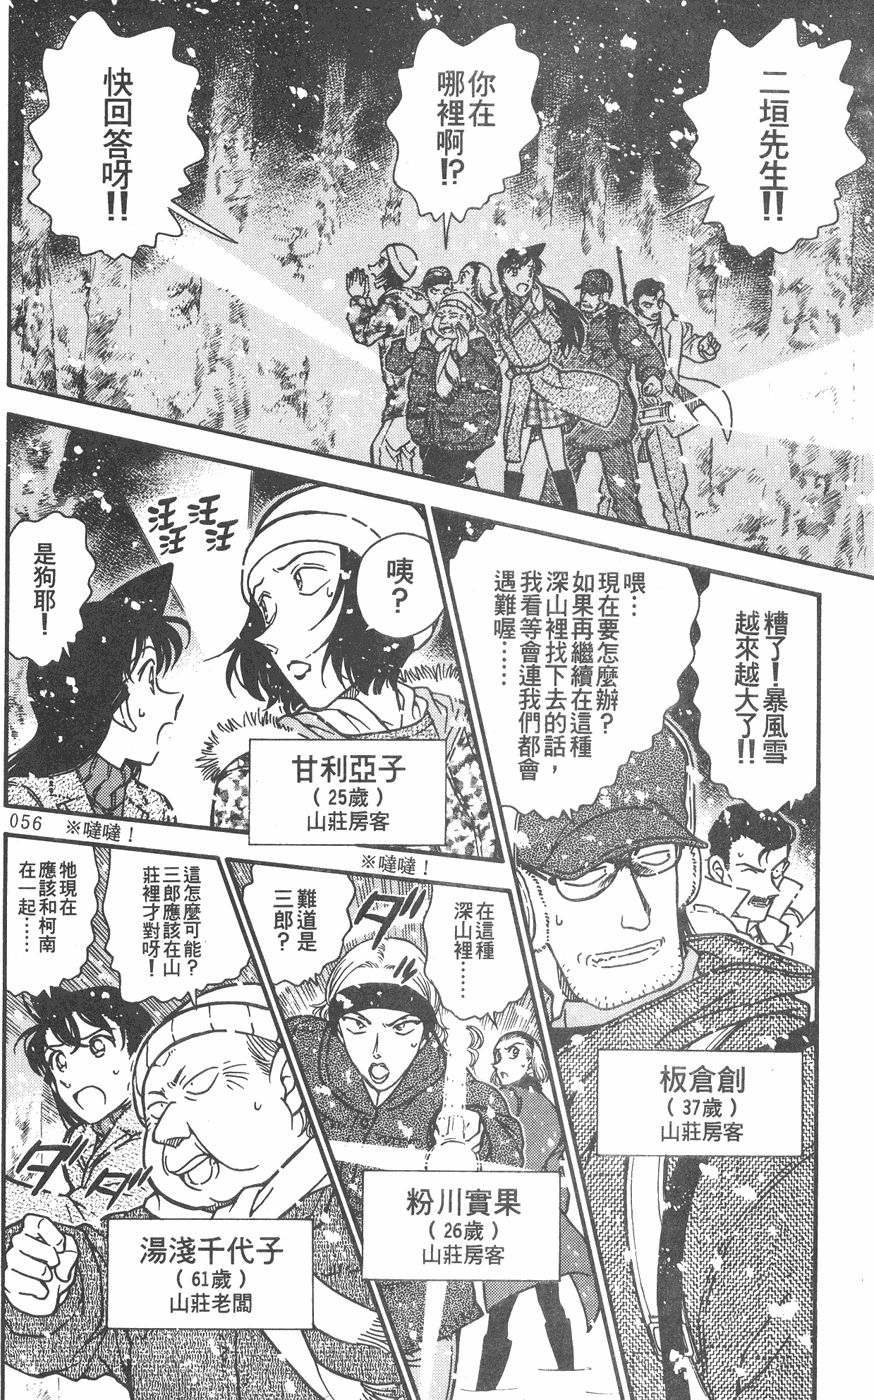 二垣先生!!
你在
哪裡啊!?
快回答呀!!
糟了!暴風雪
越來越大了!!
喂…
現在要怎麼辦?
如果再繼續在這種
深山裡找下去的話,
我看等會連我們都會
遇難喔……
板倉創
(37歲)
山莊房客
咦?
汪汪
汪汪
是狗耶!
甘利亞子
(25歲)
山莊房客
056
※噠噠!
※噠噠!
在這種
深山裡……
難道是
三郎?
ダッ
粉川實果
(26歲)
山莊房客
這怎麼可能?
三郎應該在山
莊裡才對呀!
牠現在
應該和柯南
在一起……
ダッ
ダッ
湯淺千代子
(61歲)
山莊老闆